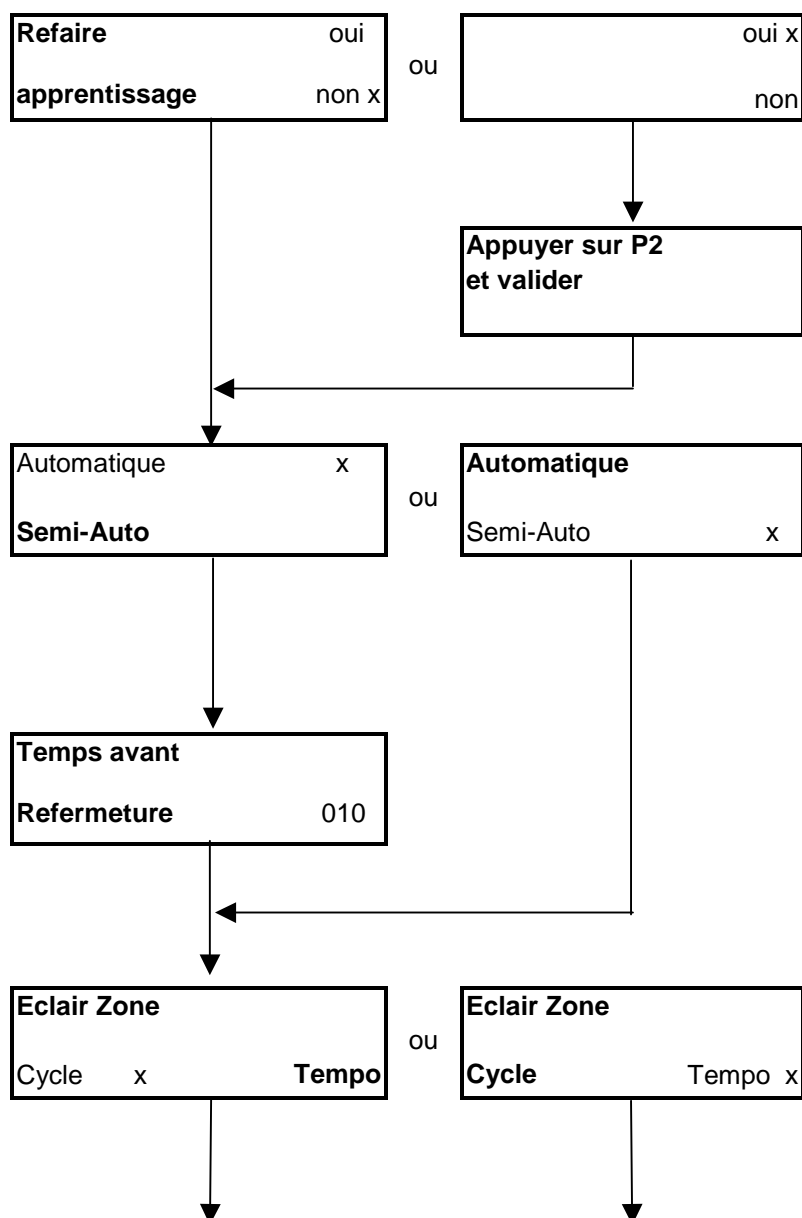 Refaire oui
apprentissage non x
ou
oui x
non
Appuyer sur P2
et valider
Automatique x
Semi-Auto
ou
Automatique
Semi-Auto x
Temps avant
Refermeture 010
Eclair Zone
Cycle x Tempo
ou
Eclair Zone
Cycle Tempo x